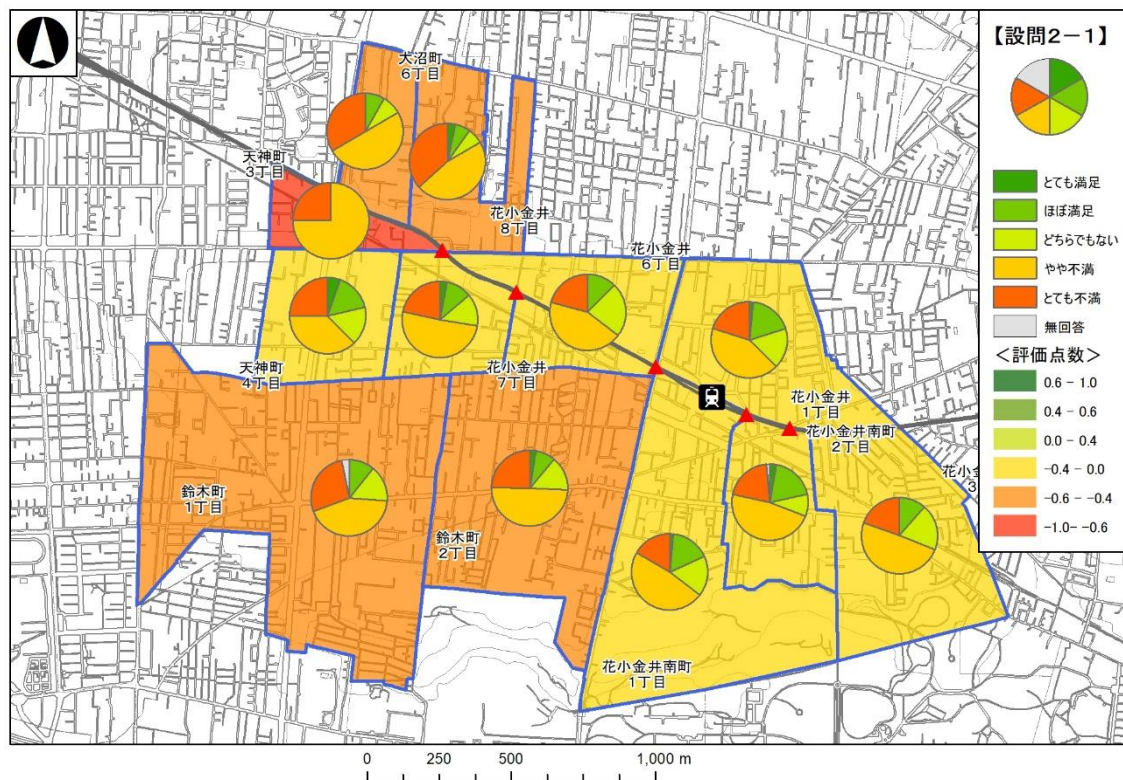 【設問2－1】
とても満足
ほぼ満足
どちらでもない
やや不満
とても不満
無回答
＜評価点数＞
0.6 - 1.0
0.4 - 0.6
0.0 - 0.4
-0.4 - 0.0
-0.6 - -0.4
-1.0- -0.6
大沼町
6丁目
天神町
3丁目
花小金井
8丁目
花小金井
6丁目
天神町
4丁目
花小金井
7丁目
花小金井
1丁目
花小金井南町
2丁目
花小金
3
鈴木町
1丁目
鈴木町
2丁目
花小金井南町
1丁目
0 250 500 1,000 m